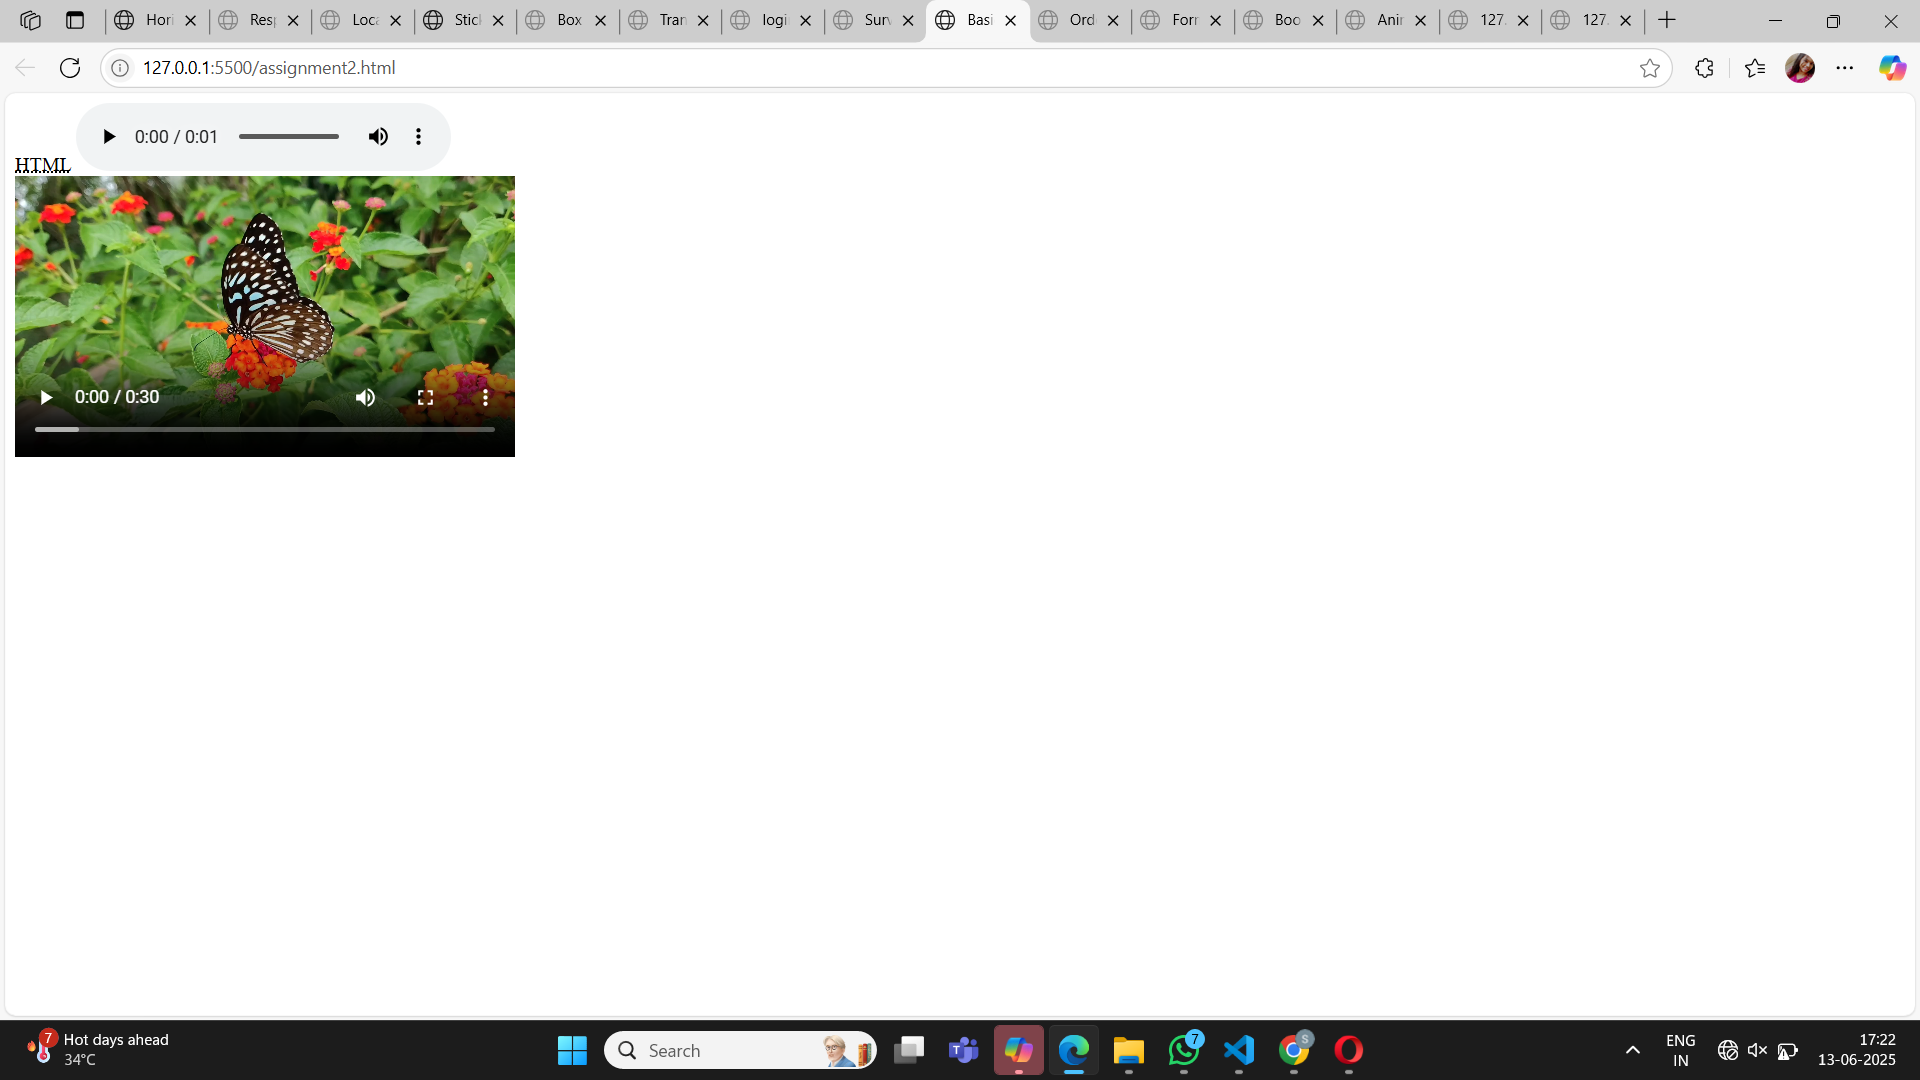 Hori Resp Loca Stick Box Tran login Surv Basi Ord Forr Boo Anim 127. 127.
127.0.0.1:5500/assignment2.html
0:00 / 0:01
HTML
0:00 / 0:30
7 Hot days ahead
34°C
Search
7
S
ENG
IN
17:22
13-06-2025